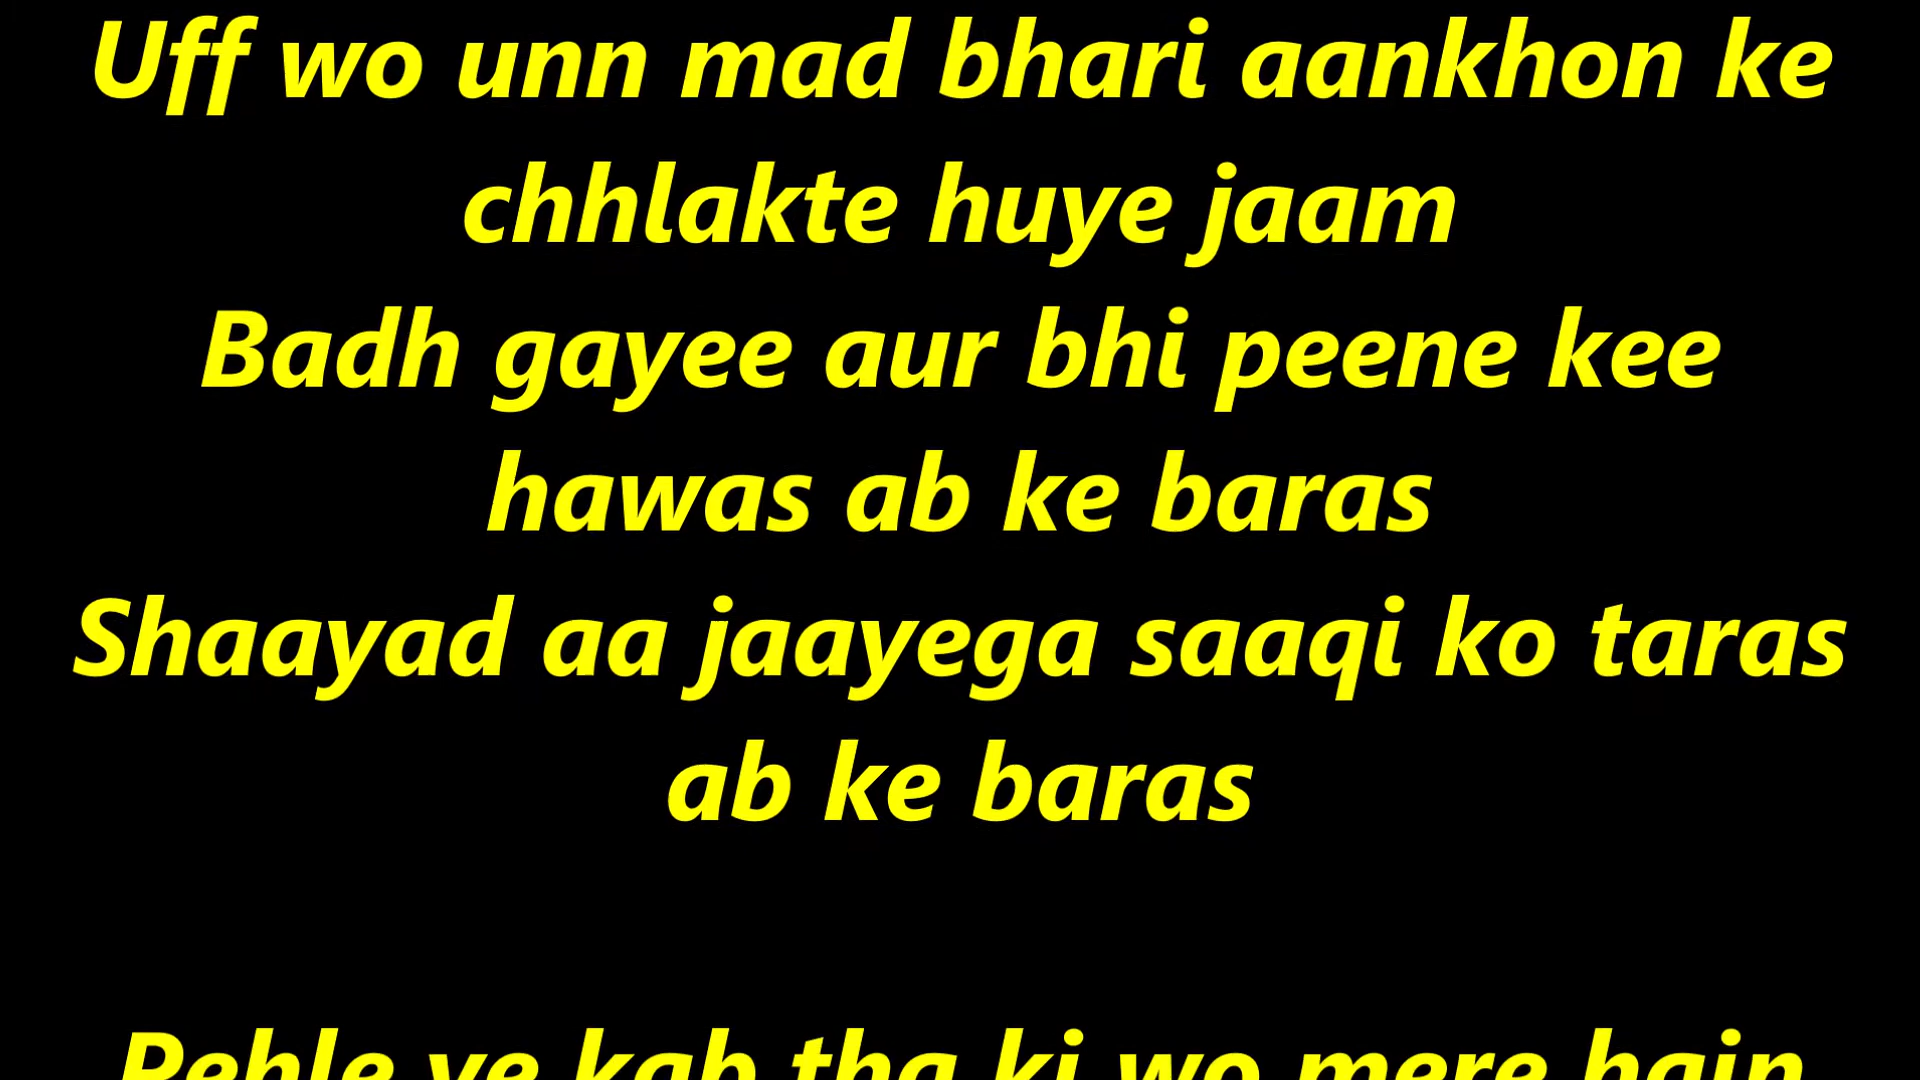 Uff wo unn mad bhari aankhon ke
chhlakte huye jaam
Badh gayee aur bhi peene kee
hawas ab ke baras
Shaayad aa jaayega saaqi ko taras
ab ke baras
Pehle ye kab tha ki wo mere hain